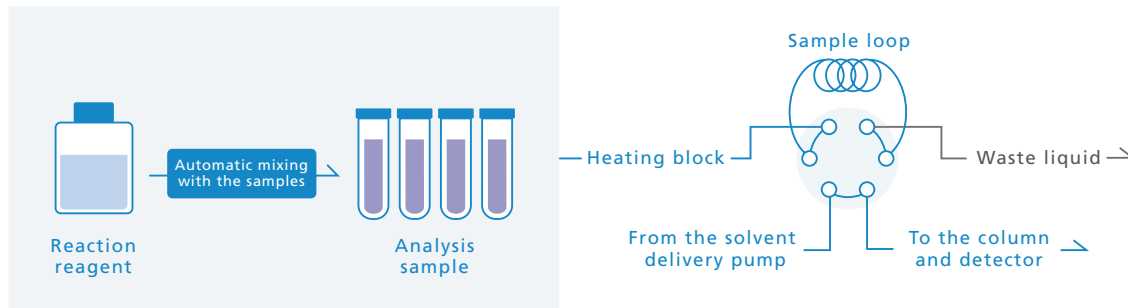 Sample loop
Automatic mixing
with the samples
Heating block
Waste liquid
Reaction
reagent
Analysis
sample
From the solvent
delivery pump
To the column
and detector